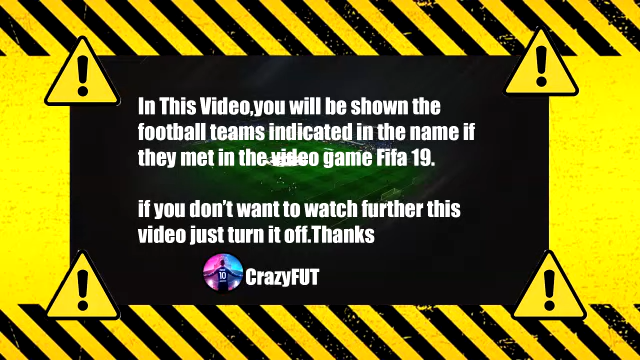 In This Video,you will be shown the
football teams indicated in the name if
they met in the video game Fifa 19.
if you don't want to watch further this
video just turn it off.Thanks
10
CrazyFUT